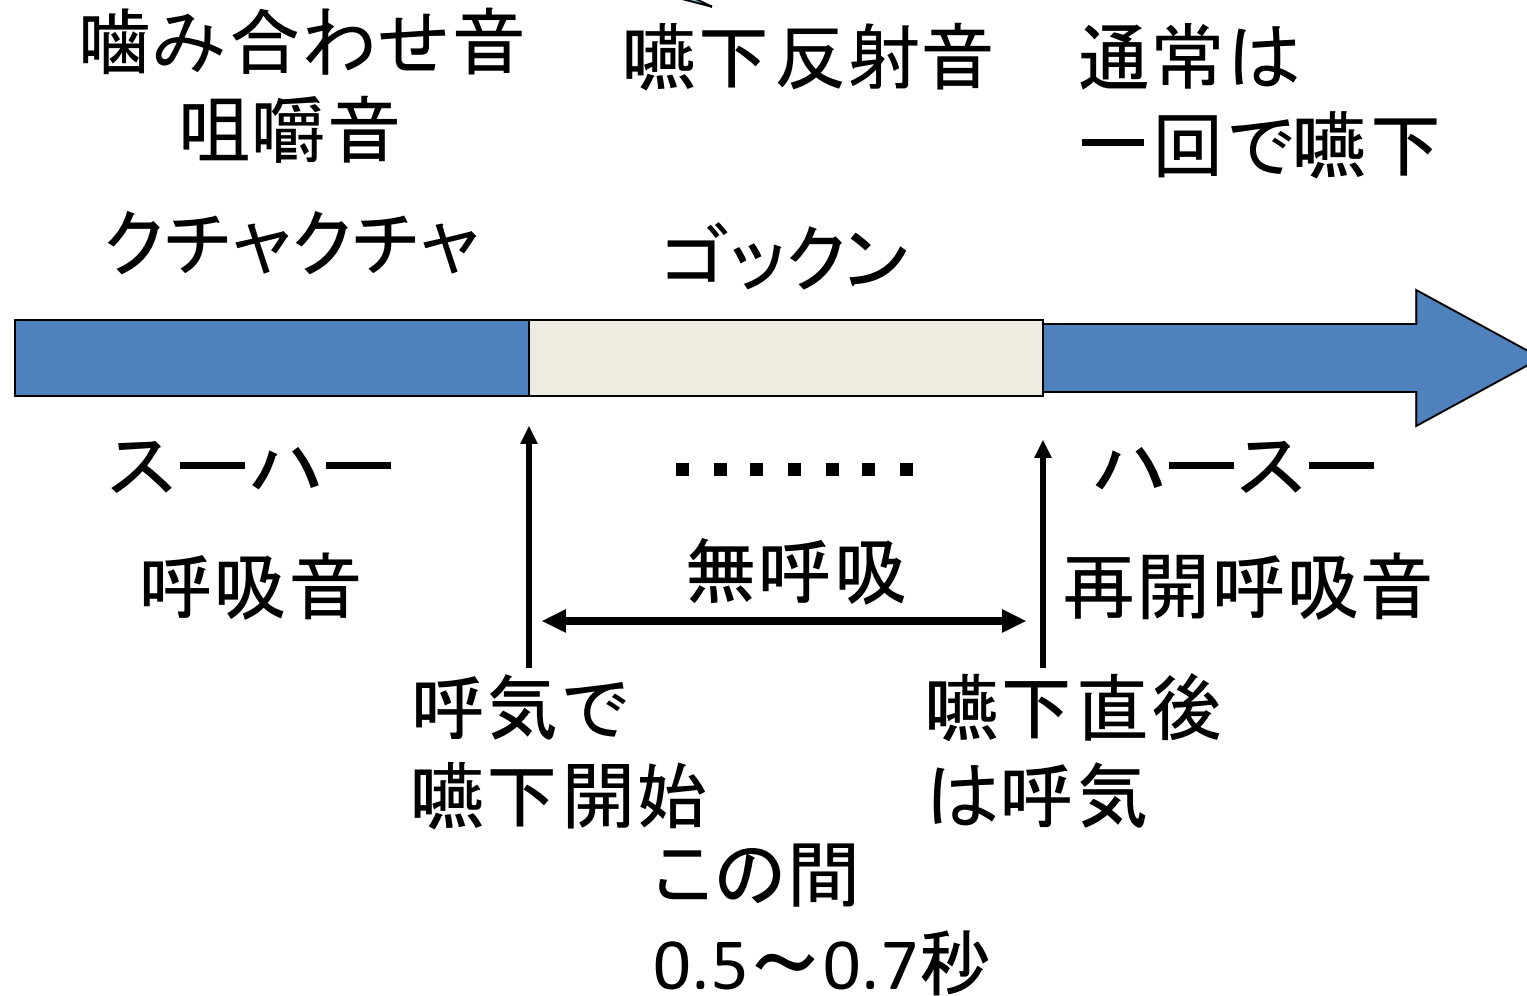 噛み合わせ音
咀嚼音
嚥下反射音
通常は
一回で嚥下
クチャクチャ
ゴックン
スーハー
·······
ハースー
呼吸音
無呼吸
再開呼吸音
呼気で
嚥下開始
嚥下直後
は呼気
この間
0.5～0.7秒